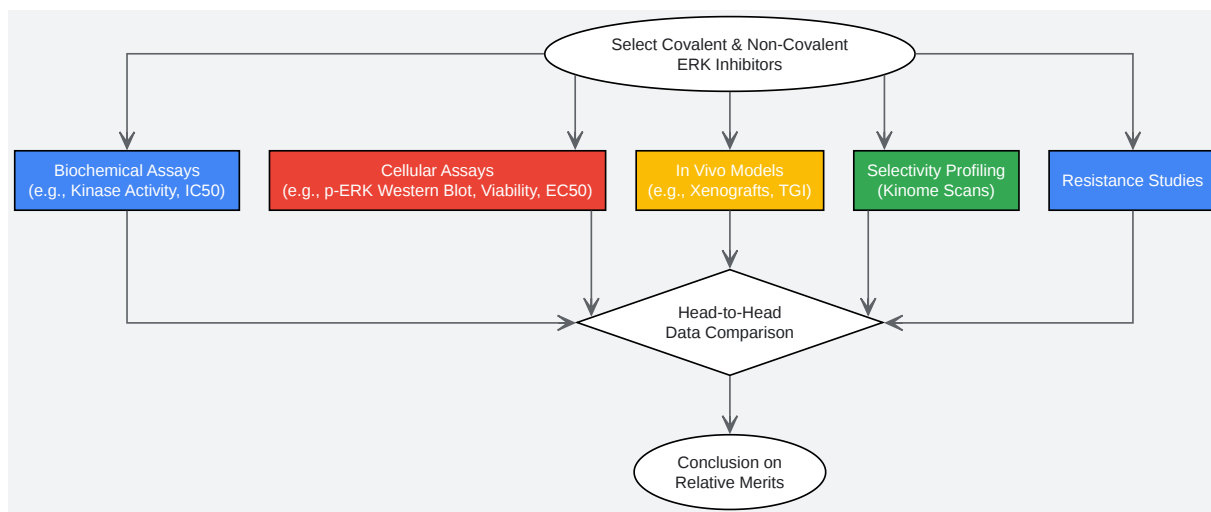 Select Covalent & Non-Covalent
ERK Inhibitors
Biochemical Assays
(e.g., Kinase Activity, IC50)
Cellular Assays
(e.g., p-ERK Western Blot, Viability, EC50)
In Vivo Models
(e.g., Xenografts, TGI)
Selectivity Profiling
(Kinome Scans)
Resistance Studies
Head-to-Head
Data Comparison
Conclusion on
Relative Merits